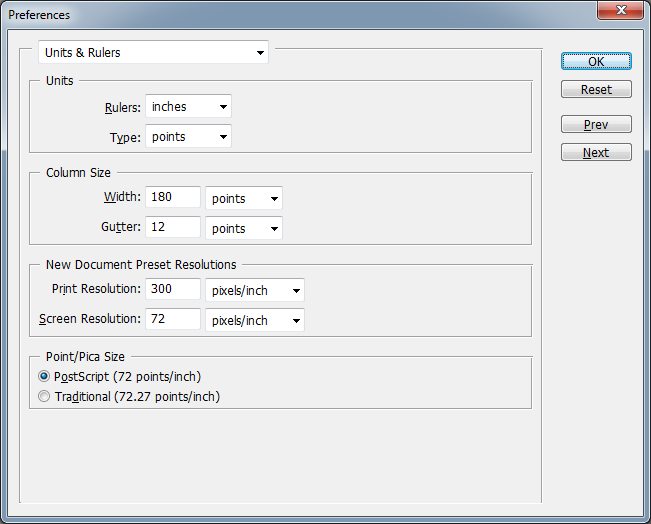 Preferences
Units & Rulers
OK
Reset
Prev
Next
Units
Rulers: inches
Type: points
Column Size
Width: 180 points
Gutter: 12 points
New Document Preset Resolutions
Print Resolution: 300 pixels/inch
Screen Resolution: 72 pixels/inch
Point/Pica Size
PostScript (72 points/inch)
Traditional (72.27 points/inch)